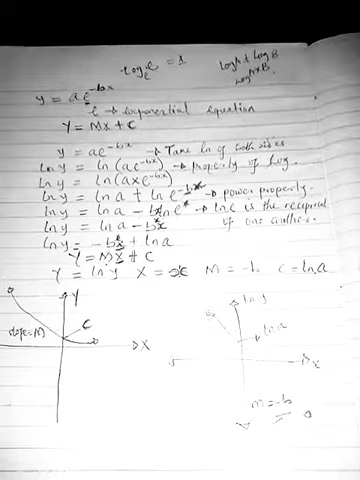 Log_e e = 1
Log A + Log B
Log A×B.
y = ae^-bx
e → exponential equation
Y = MX + C
y = ae^-bx → Take ln of both sides
ln y = ln (ae^-bx) → property of log.
ln y = ln (a×e^-bx)
ln y = ln a + ln e^-bx → power property.
ln y = ln a - bx ln e → ln e is the reciprocal
ln y = ln a - bx of one another.
ln y = -bx + ln a
Y = MX + C
Y = ln y X = x M = -b C = ln a
Y
C
slope = M
X
ln y
ln a
x
m = -b